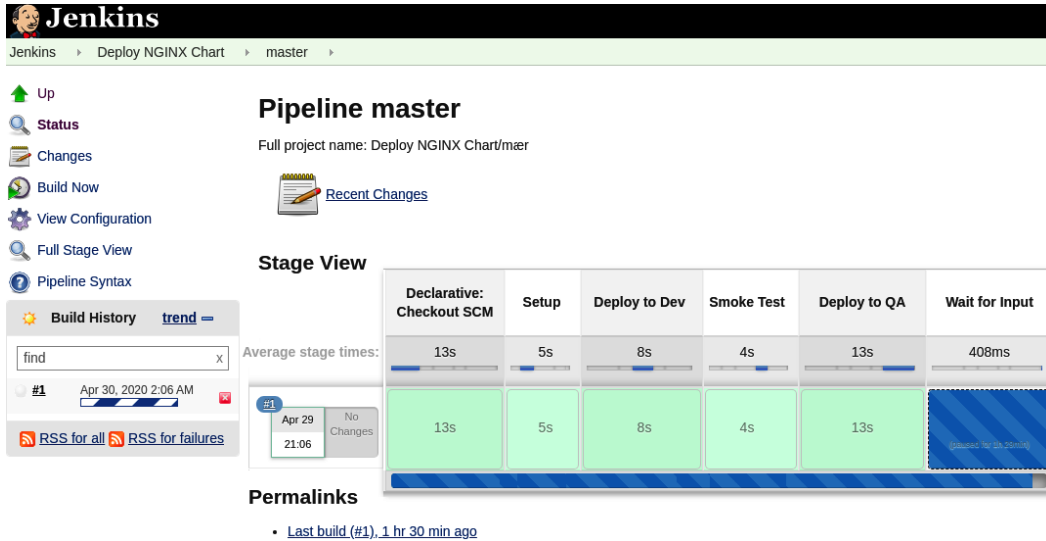 Jenkins
Jenkins Deploy NGINX Chart master
Up
Status
Changes
Build Now
View Configuration
Full Stage View
Pipeline Syntax
Build History trend
find x
#1 Apr 30, 2020 2:06 AM
RSS for all RSS for failures
Pipeline master
Full project name: Deploy NGINX Chart/mær
Recent Changes
Stage View
Declarative:
Checkout SCM
Setup
Deploy to Dev
Smoke Test
Deploy to QA
Wait for Input
Average stage times:
13s 5s 8s 4s 13s 408ms
#1
Apr 29
21:06
No
Changes
13s 5s 8s 4s 13s
(paused for 1h 29min)
Permalinks
Last build (#1), 1 hr 30 min ago